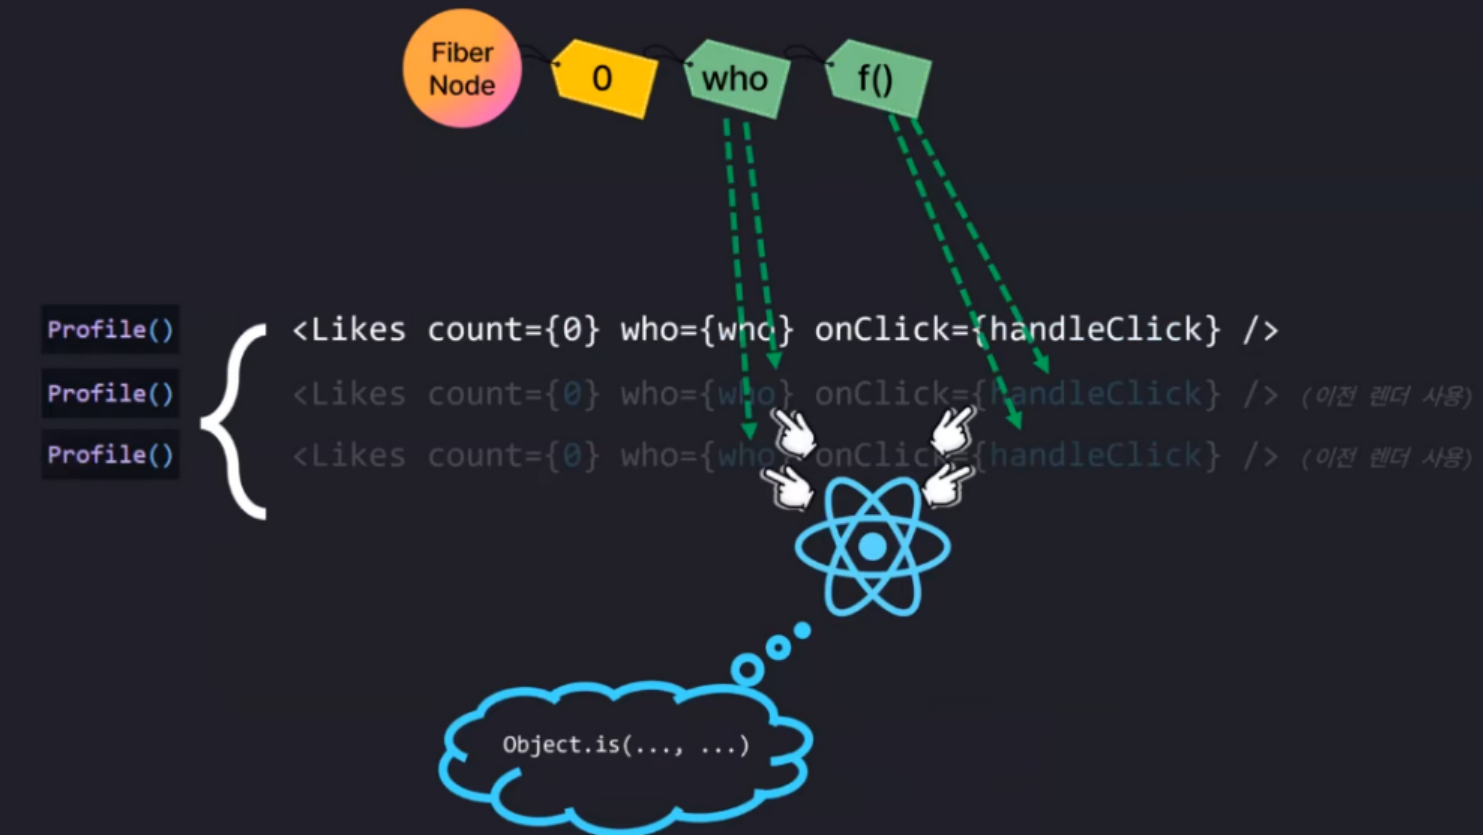 Fiber
Node
0
who
f()
Profile()
<Likes count={0} who={who} onClick={handleClick} />
Profile()
<Likes count={0} who={who} onClick={handleClick} /> (이전 렌더 사용)
Profile()
<Likes count={0} who={who} onClick={handleClick} /> (이전 렌더 사용)
Object.is(..., ...)